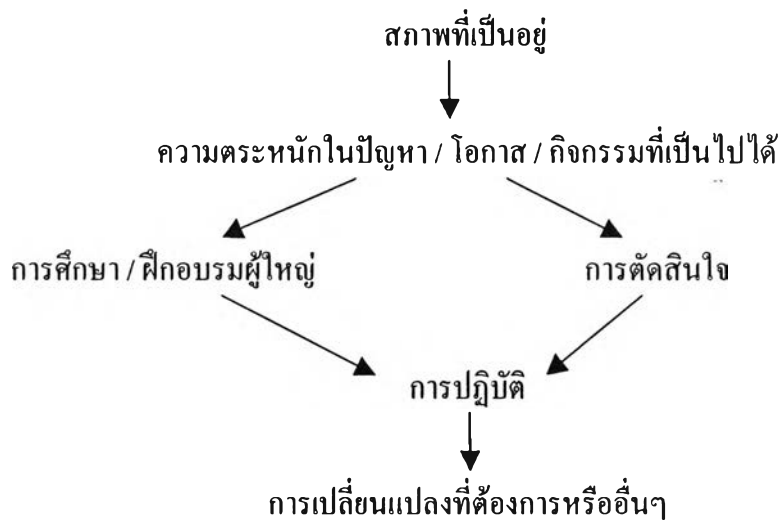 สภาพที่เป็นอยู่
ความตระหนักในปัญหา / โอกาส / กิจกรรมที่เป็นไปได้
การศึกษา / ฝึกอบรมผู้ใหญ่ การตัดสินใจ
การปฏิบัติ
การเปลี่ยนแปลงที่ต้องการหรืออื่นๆ